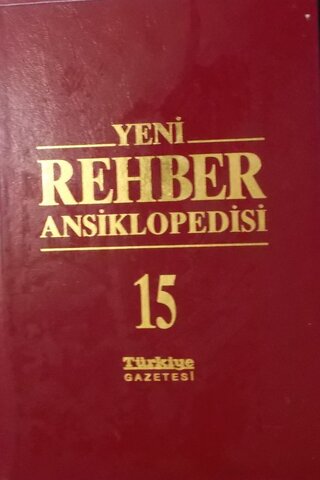 YENİ
REHBER
ANSİKLOPEDİSİ
15
Türkiye
GAZETESİ